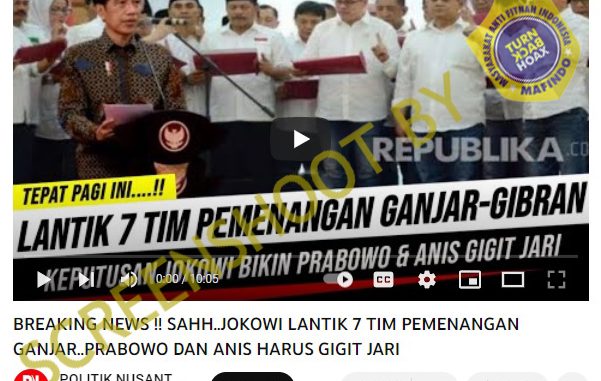 MASYARAKAT ANTI FITNAH INDONESIA
TURN BACK HOAX
MAFINDO
REPUBLIKA.co
TEPAT PAGI INI....!!
LANTIK 7 TIM PEMENANGAN GANJAR-GIBRAN
KEPUTUSAN JOKOWI BIKIN PRABOWO & ANIS GIGIT JARI
SCREENSHOOT BY
0:00 / 10:05
CC
BREAKING NEWS !! SAHH..JOKOWI LANTIK 7 TIM PEMENANGAN
GANJAR..PRABOWO DAN ANIS HARUS GIGIT JARI
POLITIK NUSANT